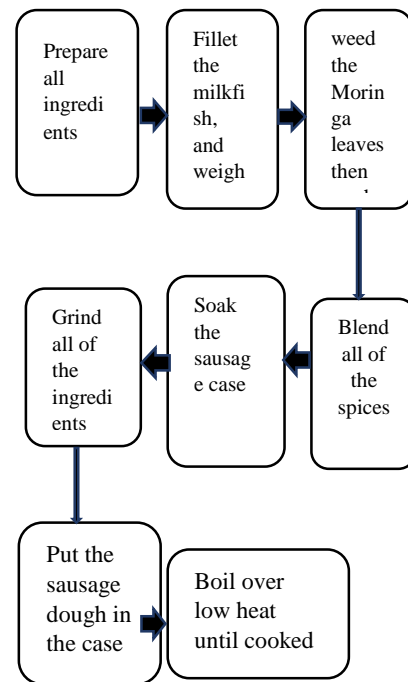 Prepare
all
ingredi
ents
Fillet
the
milkfi
sh,
and
weigh
weed
the
Morin
ga
leaves
then
Blend
all of
the
spices
Soak
the
sausag
e case
Grind
all of
the
ingredi
ents
Put the
sausage
dough in
the case
Boil over
low heat
until cooked